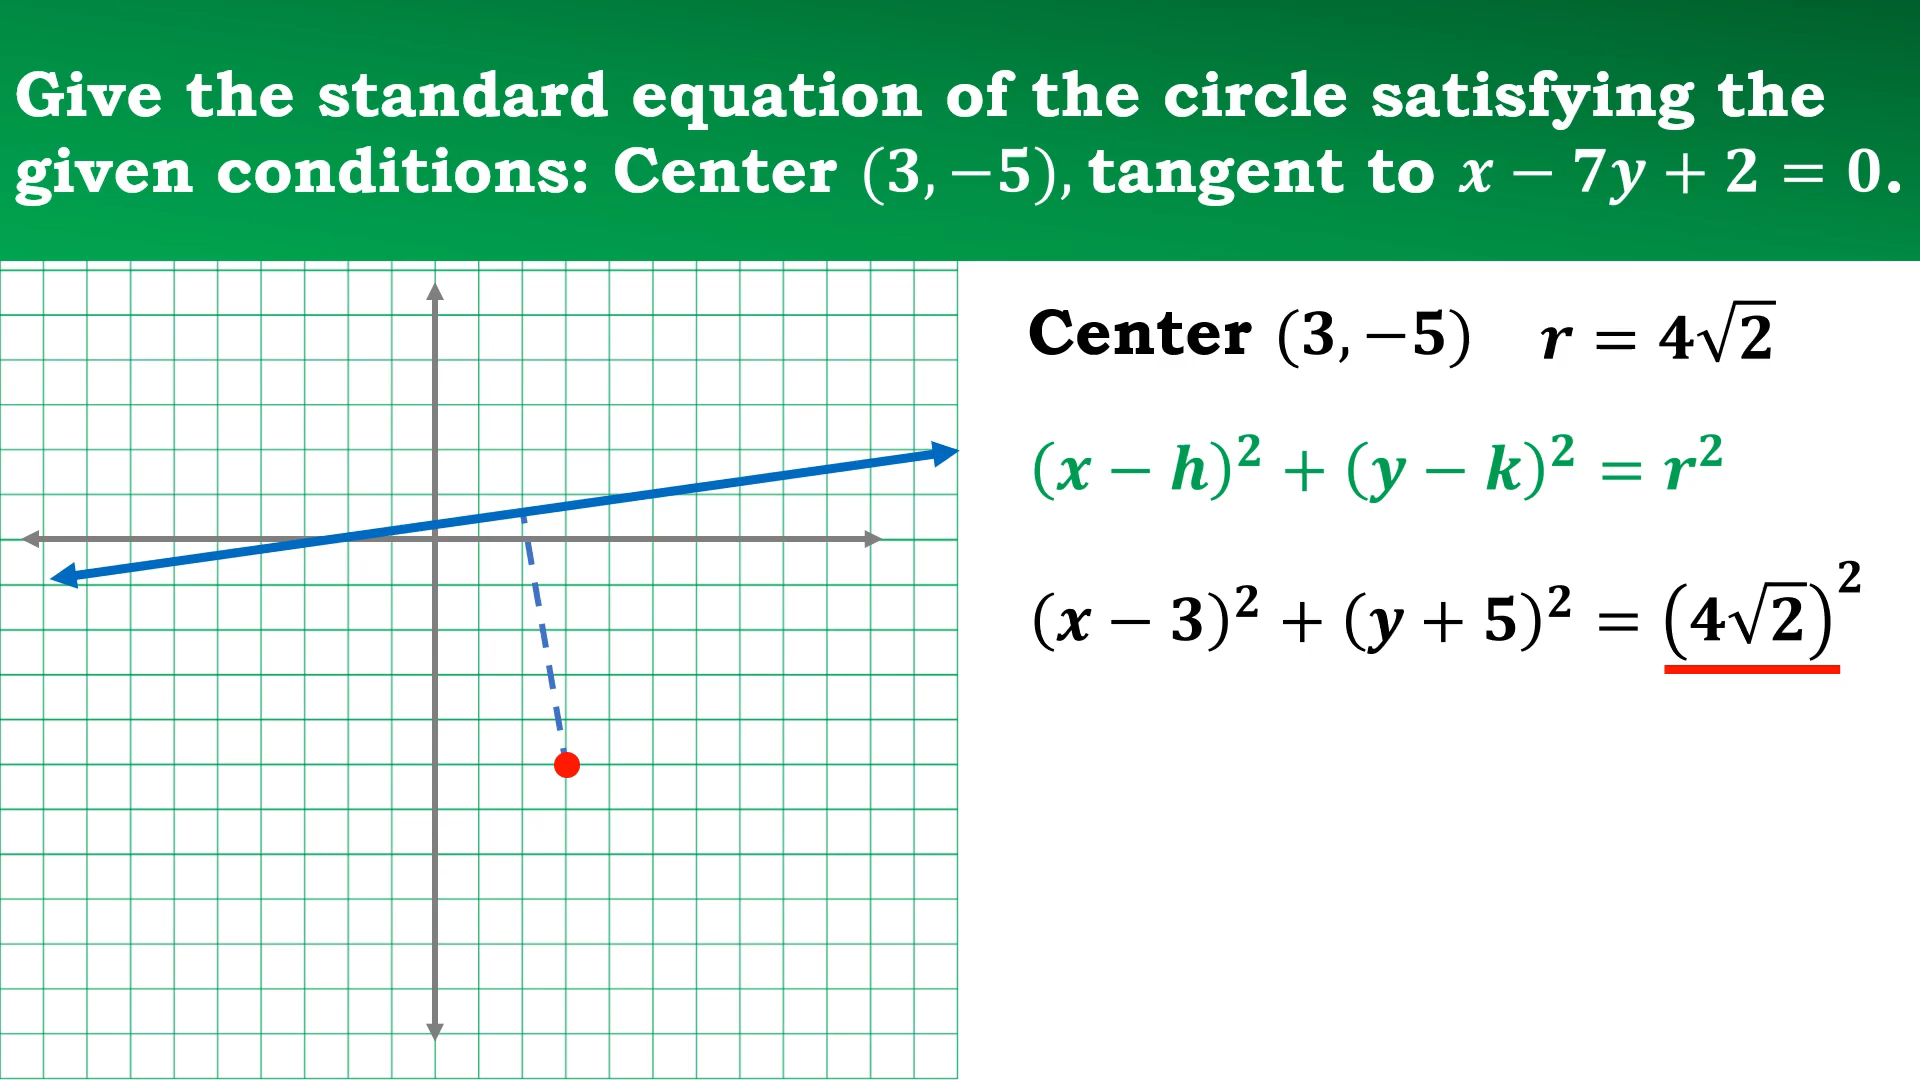 Give the standard equation of the circle satisfying the
given conditions: Center (3, −5), tangent to x − 7y + 2 = 0.
Center (3, −5) r = 4√2
(x − h)² + (y − k)² = r²
(x − 3)² + (y + 5)² = (4√2)²